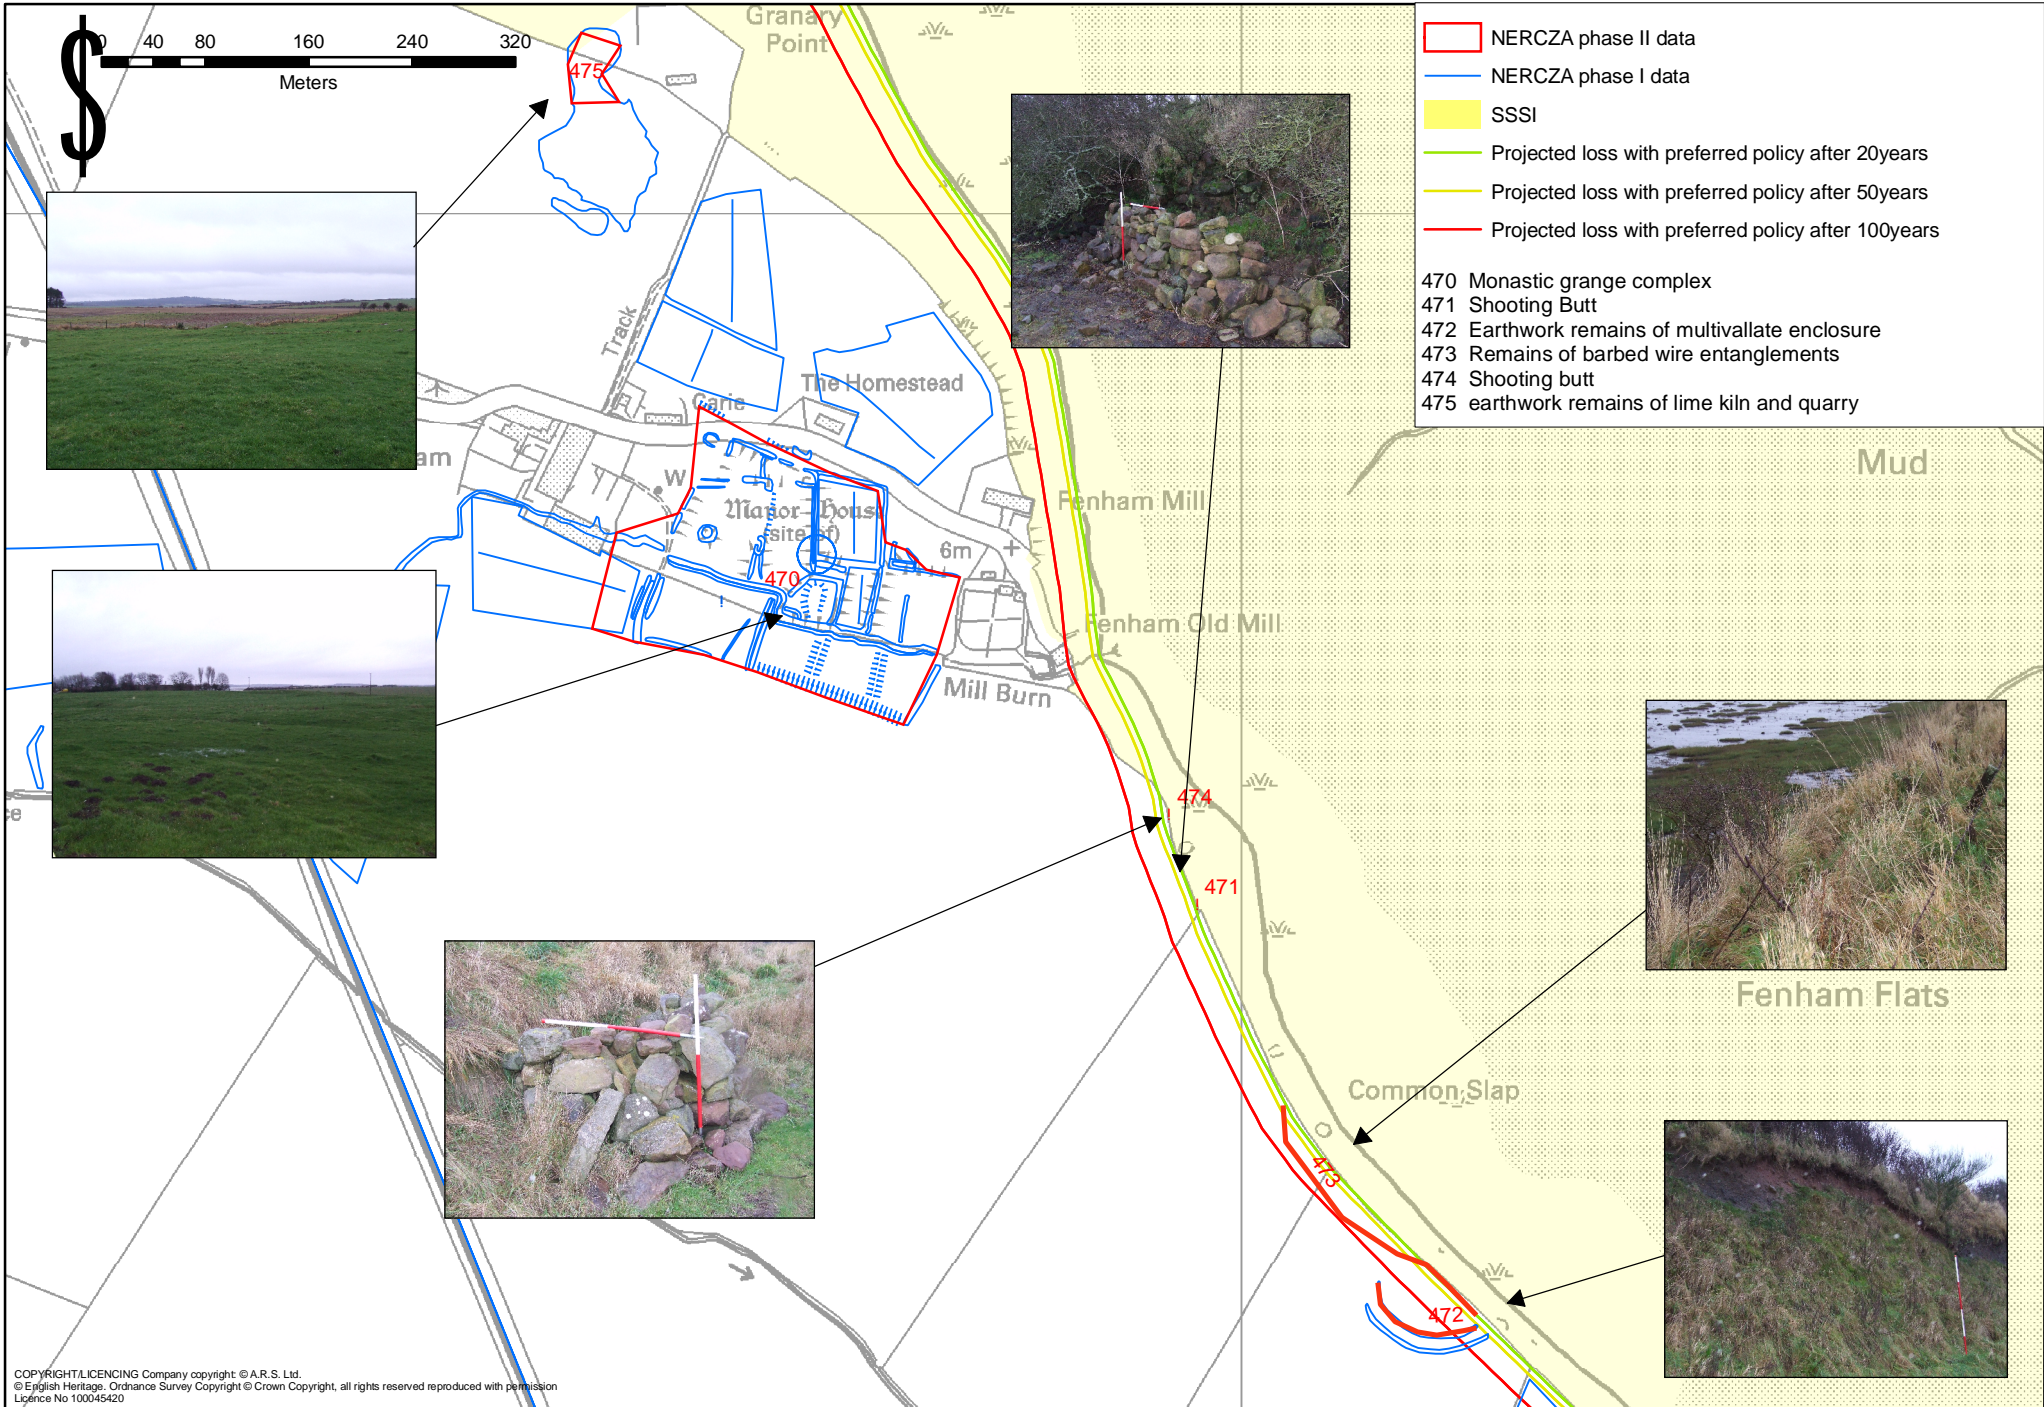 $
0 40 80 160 240 320
Meters
Granary
Point
475
NERCZA phase II data
NERCZA phase I data
SSSI
Projected loss with preferred policy after 20years
Projected loss with preferred policy after 50years
Projected loss with preferred policy after 100years
470 Monastic grange complex
471 Shooting Butt
472 Earthwork remains of multivallate enclosure
473 Remains of barbed wire entanglements
474 Shooting butt
475 earthwork remains of lime kiln and quarry
Track
The Homestead
Carie
am
W
Manor Hous
site of)
470
6m
Fenham Mill
Fenham Old Mill
Mill Burn
Mud
474
471
Fenham Flats
Common Slap
473
472
ce
COPYRIGHT/LICENCING Company copyright: © A.R.S. Ltd.
© English Heritage. Ordnance Survey Copyright © Crown Copyright, all rights reserved reproduced with permission
Licence No 100045420